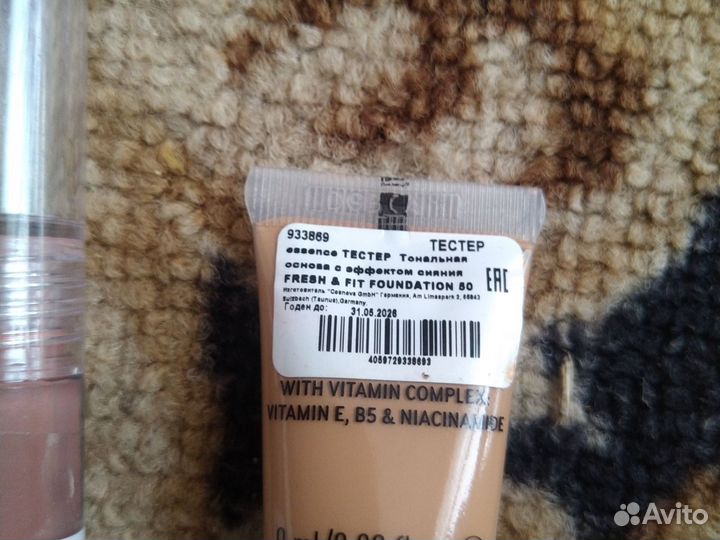 933869 ТЕСТЕР
essence ТЕСТЕР Тональная
основа с эффектом сияния
FRESH & FIT FOUNDATION 50
EAC
Изготовитель "Cosnova GmbH" Германия, Am Limespark 2, 65843
Sulzbach (Taunus),Germany.
Годен до: 31.05.2026
4059729338693
WITH VITAMIN COMPLEX:
VITAMIN E, B5 & NIACINAMIDE
Avito